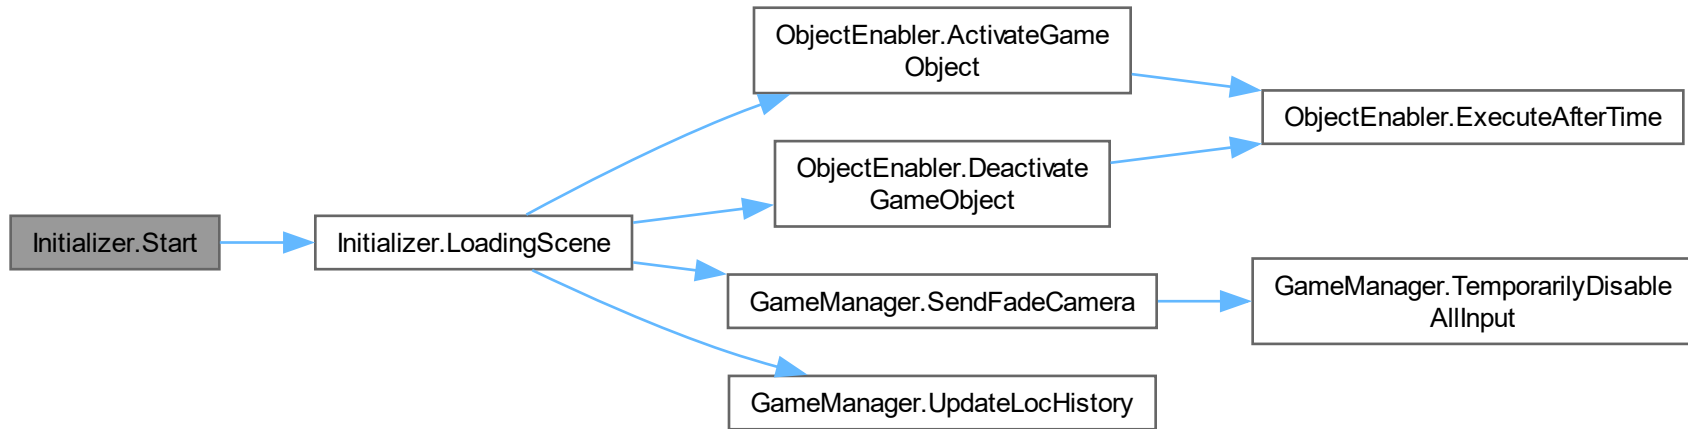 Initializer.Start
Initializer.LoadingScene
ObjectEnabler.ActivateGame
Object
ObjectEnabler.Deactivate
GameObject
GameManager.SendFadeCamera
GameManager.UpdateLocHistory
ObjectEnabler.ExecuteAfterTime
GameManager.TemporarilyDisable
AllInput